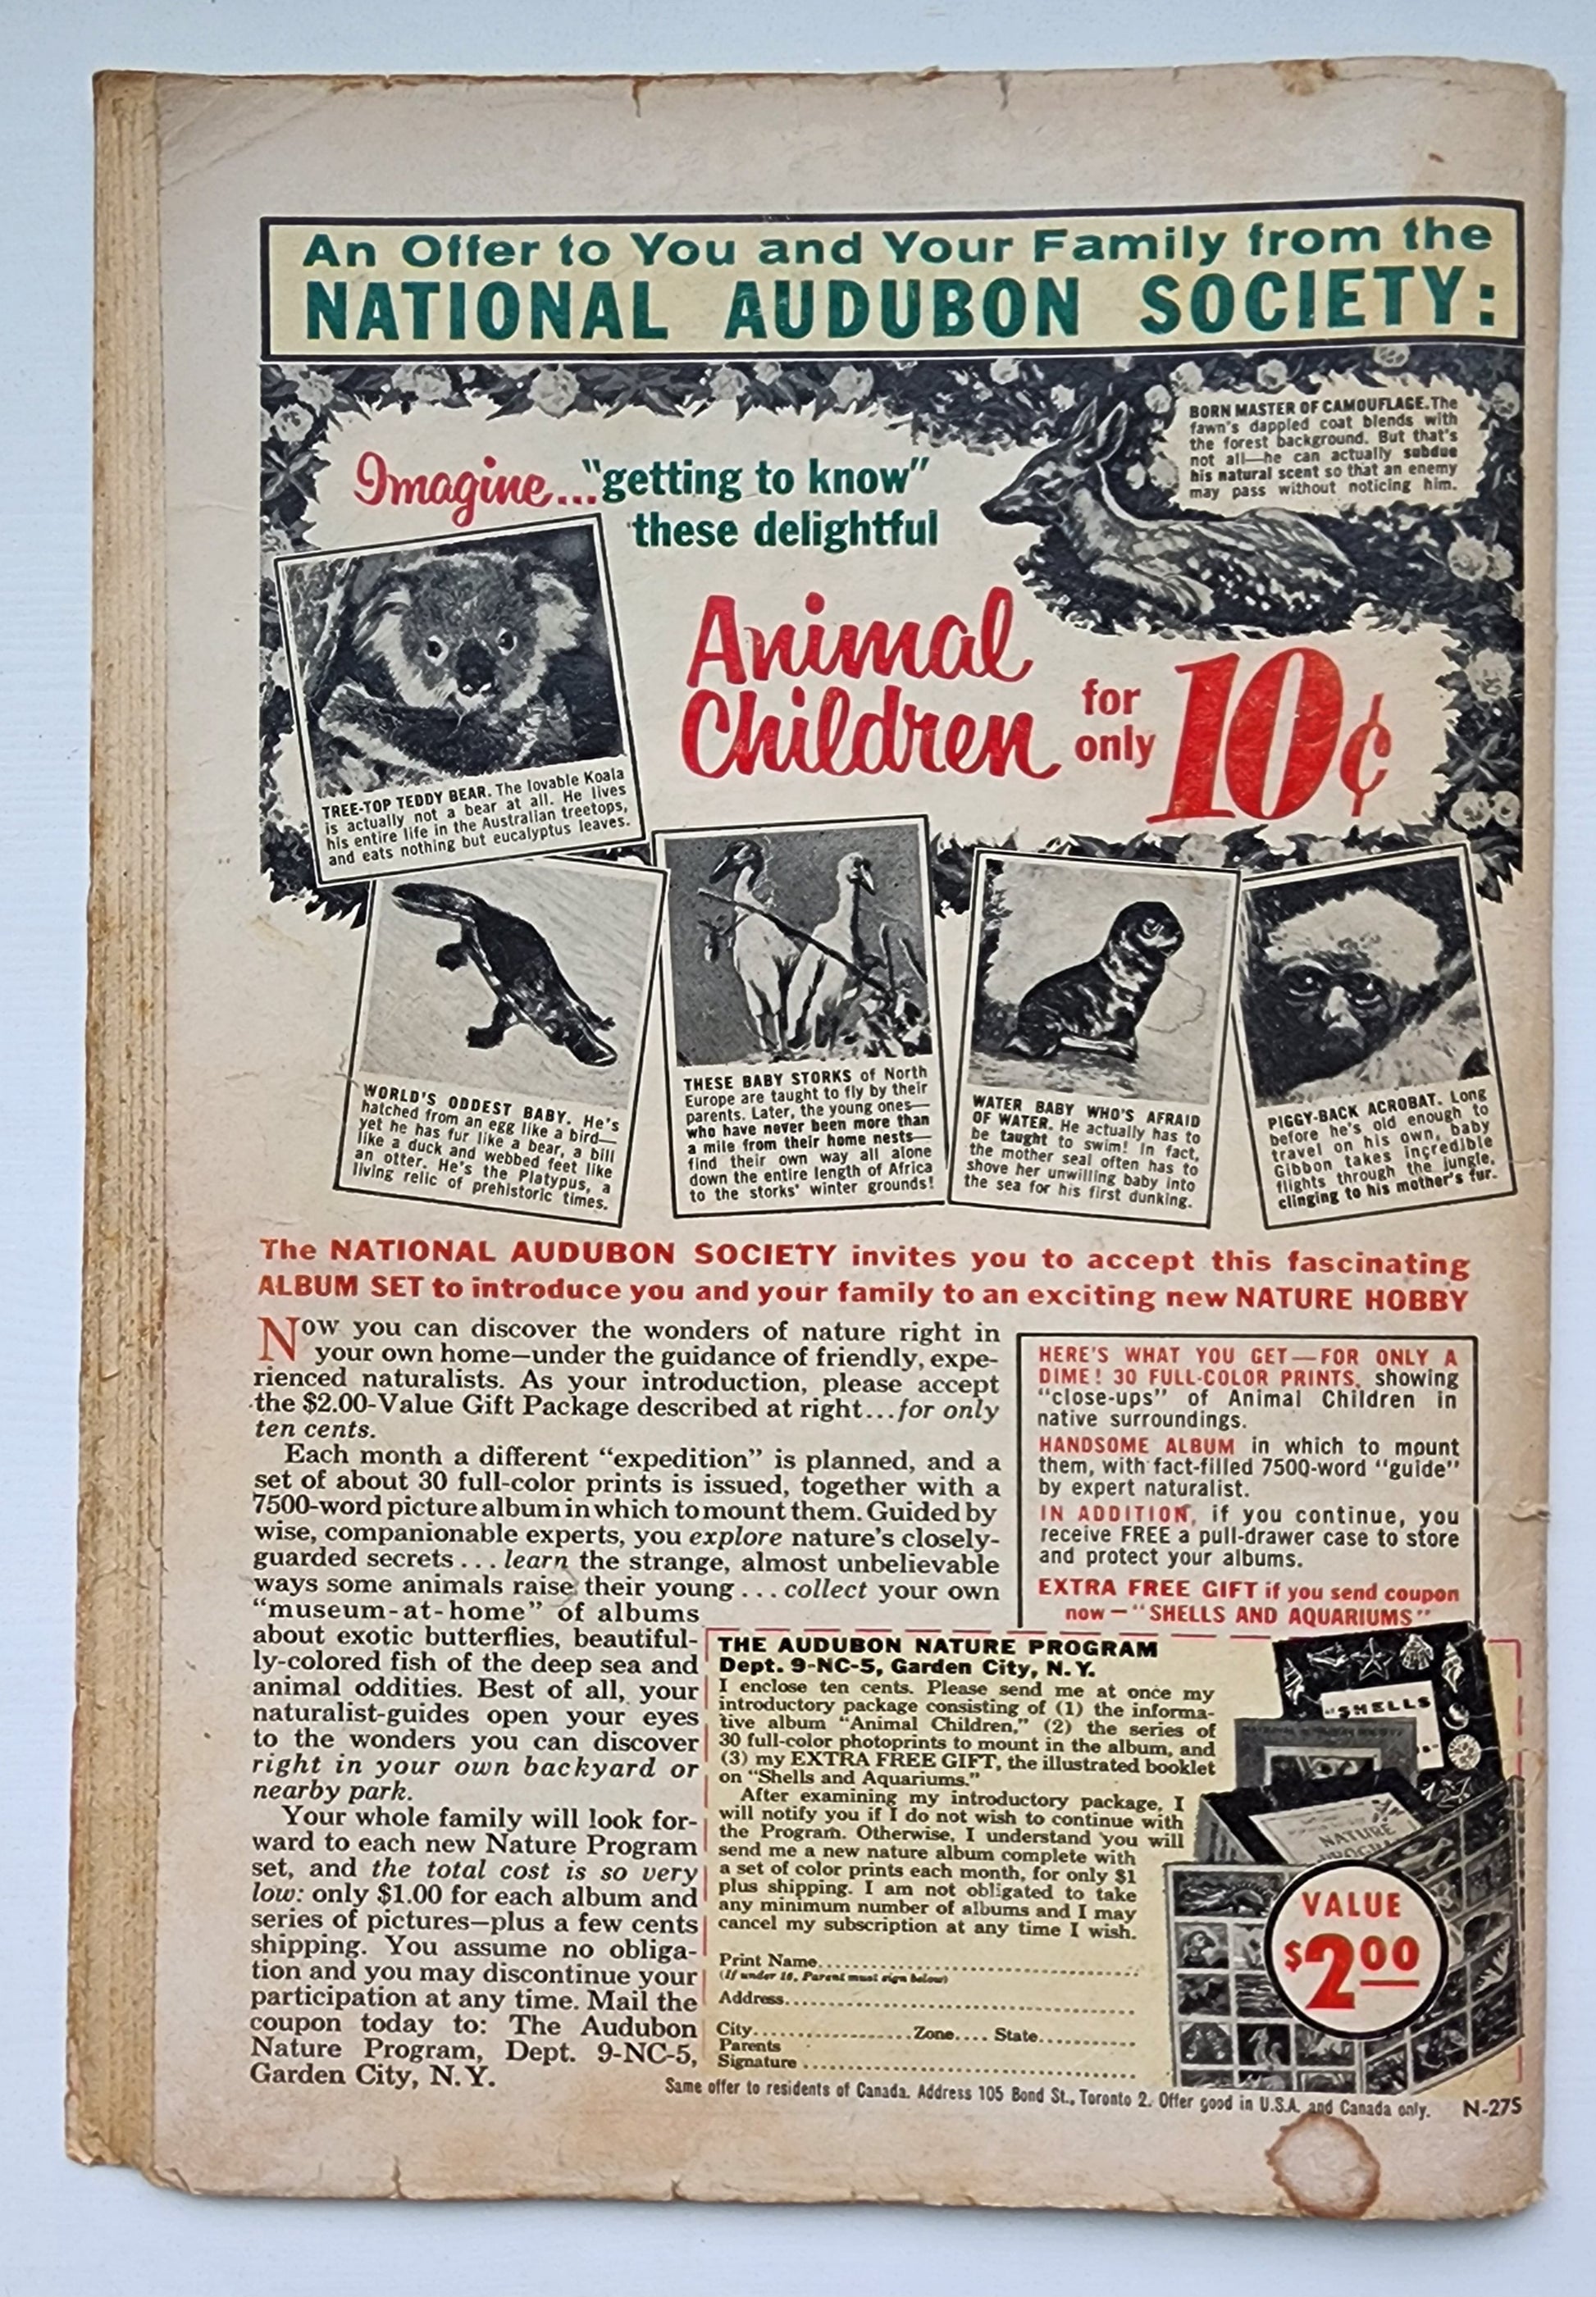 An Offer to You and Your Family from the
NATIONAL AUDUBON SOCIETY:
BORN MASTER OF CAMOUFLAGE. The
fawn's dappled coat blends with
the forest background. But that's
not all—he can actually subdue
his natural scent so that an enemy
may pass without noticing him.
Imagine..."getting to know"
these delightful
Animal
Children
for
only
10¢
TREE-TOP TEDDY BEAR. The lovable Koala
is actually not a bear at all. He lives
his entire life in the Australian treetops,
and eats nothing but eucalyptus leaves.
WORLD'S ODDEST BABY. He's
hatched from an egg like a bird—
yet he has fur like a bear, a bill
like a duck and webbed feet like
an otter. He's the Platypus, a
living relic of prehistoric times.
THESE BABY STORKS of North
Europe are taught to fly by their
parents. Later, the young ones—
who have never been more than
a mile from their home nests—
find their own way all alone
down the entire length of Africa
to the storks' winter grounds!
WATER BABY WHO'S AFRAID
OF WATER. He actually has to
be taught to swim! In fact,
the mother seal often has to
shove her unwilling baby into
the sea for his first dunking.
PIGGY-BACK ACROBAT. Long
before he's old enough to
travel on his own, baby
Gibbon takes incredible
flights through the jungle,
clinging to his mother's fur.
The NATIONAL AUDUBON SOCIETY invites you to accept this fascinating
ALBUM SET to introduce you and your family to an exciting new NATURE HOBBY
Now you can discover the wonders of nature right in
your own home—under the guidance of friendly, expe-
rienced naturalists. As your introduction, please accept
the $2.00-Value Gift Package described at right...for only
ten cents.
Each month a different "expedition" is planned, and a
set of about 30 full-color prints is issued, together with a
7500-word picture album in which to mount them. Guided by
wise, companionable experts, you explore nature's closely-
guarded secrets... learn the strange, almost unbelievable
ways some animals raise their young... collect your own
"museum-at-home" of albums
about exotic butterflies, beautiful-
ly-colored fish of the deep sea and
animal oddities. Best of all, your
naturalist-guides open your eyes
to the wonders you can discover
right in your own backyard or
nearby park.
Your whole family will look for-
ward to each new Nature Program
set, and the total cost is so very
low: only $1.00 for each album and
series of pictures—plus a few cents
shipping. You assume no obliga-
tion and you may discontinue your
participation at any time. Mail the
coupon today to: The Audubon
Nature Program, Dept. 9-NC-5,
Garden City, N.Y.
HERE'S WHAT YOU GET—FOR ONLY A
DIME! 30 FULL-COLOR PRINTS, showing
"close-ups" of Animal Children in
native surroundings.
HANDSOME ALBUM in which to mount
them, with fact-filled 7500-word "guide"
by expert naturalist.
IN ADDITION, if you continue, you
receive FREE a pull-drawer case to store
and protect your albums.
EXTRA FREE GIFT if you send coupon
now—"SHELLS AND AQUARIUMS"
THE AUDUBON NATURE PROGRAM
Dept. 9-NC-5, Garden City, N.Y.
I enclose ten cents. Please send me at once my
introductory package consisting of (1) the informa-
tive album "Animal Children," (2) the series of
30 full-color photoprints to mount in the album, and
(3) my EXTRA FREE GIFT, the illustrated booklet
on "Shells and Aquariums."
After examining my introductory package, I
will notify you if I do not wish to continue with
the Program. Otherwise, I understand you will
send me a new nature album complete with
a set of color prints each month, for only $1
plus shipping. I am not obligated to take
any minimum number of albums and I may
cancel my subscription at any time I wish.
Print Name
(If under 16, Parent must sign below)
Address
City Zone State
Parents
Signature
"SHELLS
NATURE
VALUE
$2.00
Same offer to residents of Canada. Address 105 Bond St., Toronto 2. Offer good in U.S.A. and Canada only.
N-27S